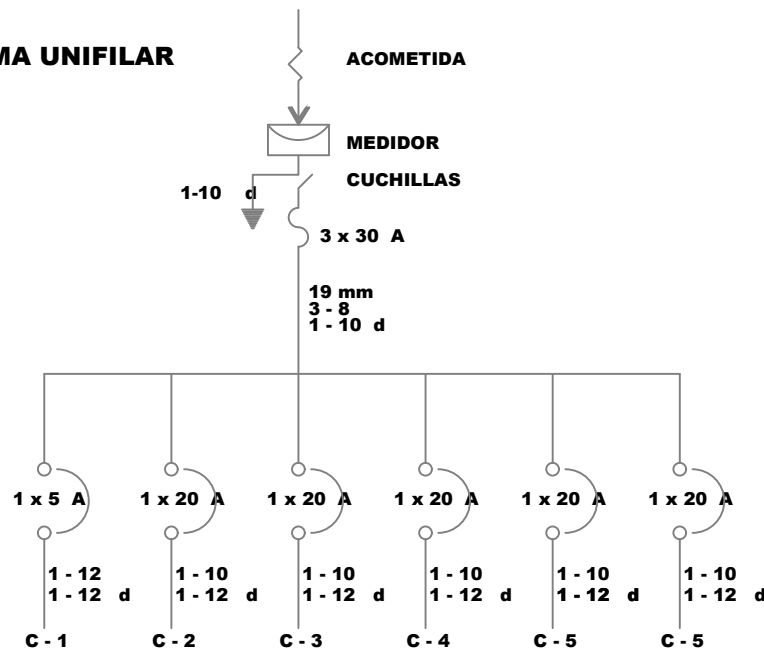 MA UNIFILAR
ACOMETIDA
MEDIDOR
CUCHILLAS
1-10 d
3 x 30 A
19 mm
3 - 8
1 - 10 d
1 x 5 A
1 x 20 A
1 x 20 A
1 x 20 A
1 x 20 A
1 x 20 A
1 - 12
1 - 12 d
1 - 10
1 - 12 d
1 - 10
1 - 12 d
1 - 10
1 - 12 d
1 - 10
1 - 12 d
1 - 10
1 - 12 d
C - 1
C - 2
C - 3
C - 4
C - 5
C - 5